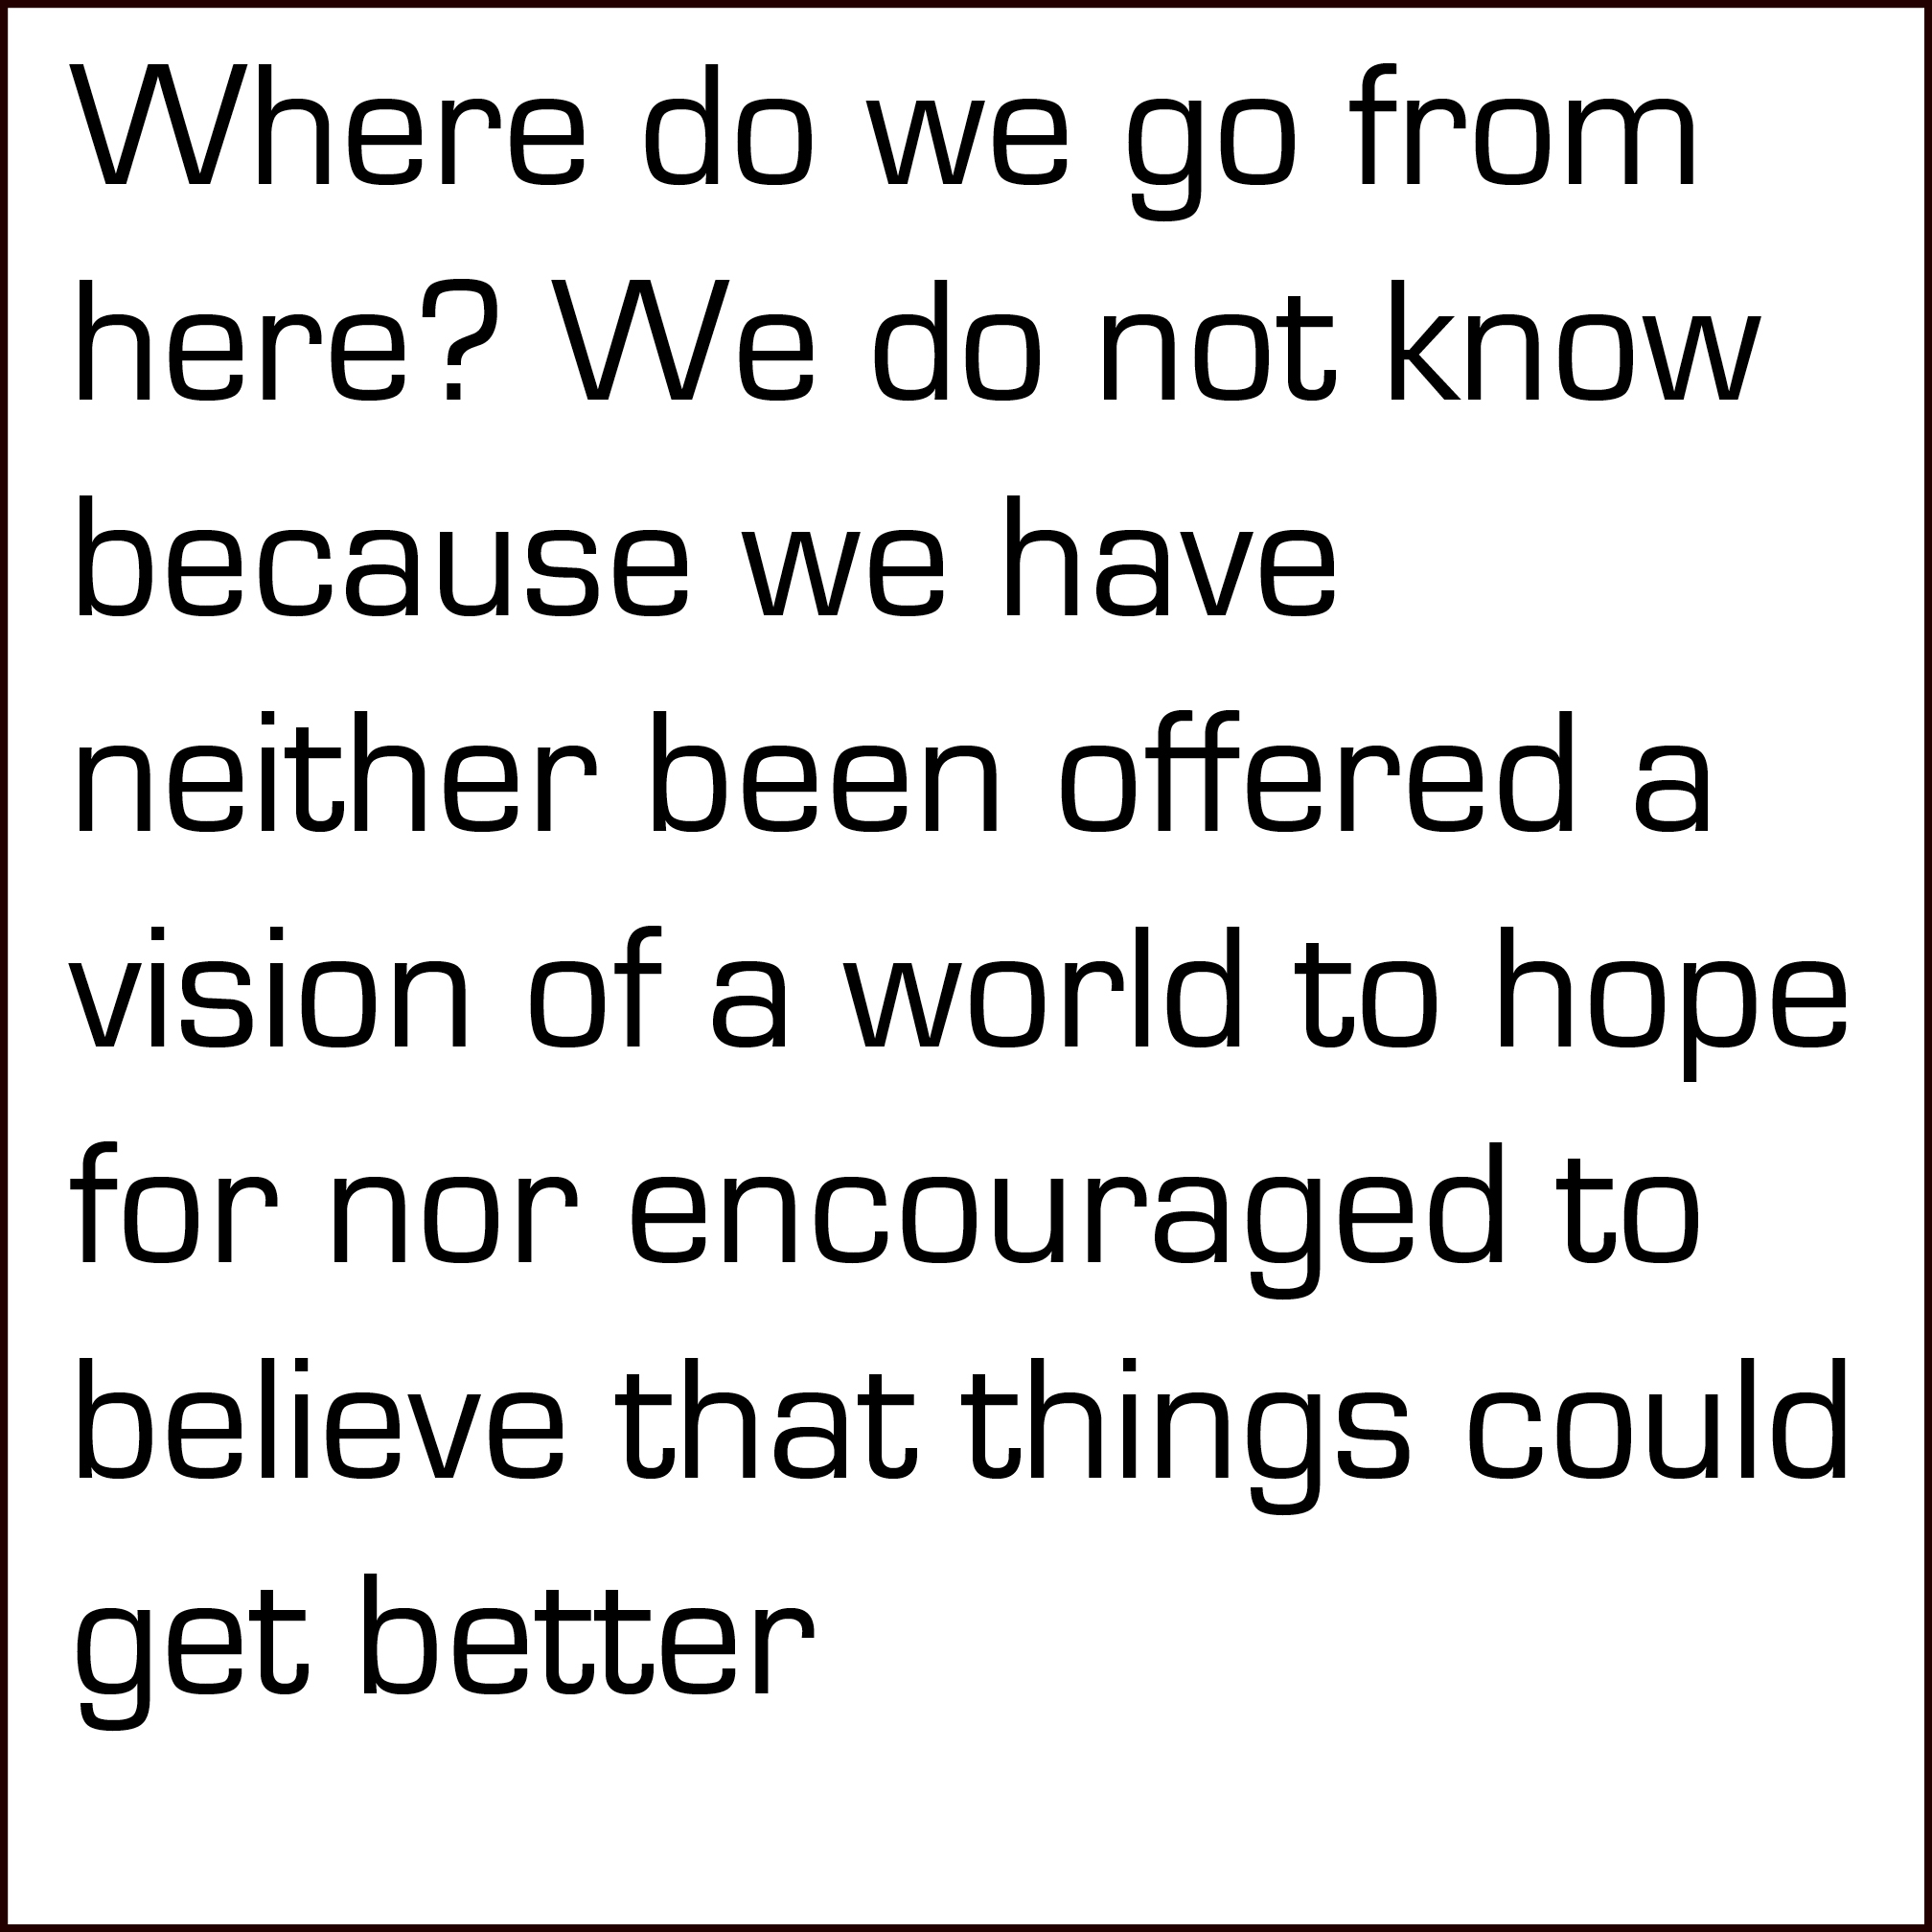 Where do we go from
here? We do not know
because we have
neither been offered a
vision of a world to hope
for nor encouraged to
believe that things could
get better